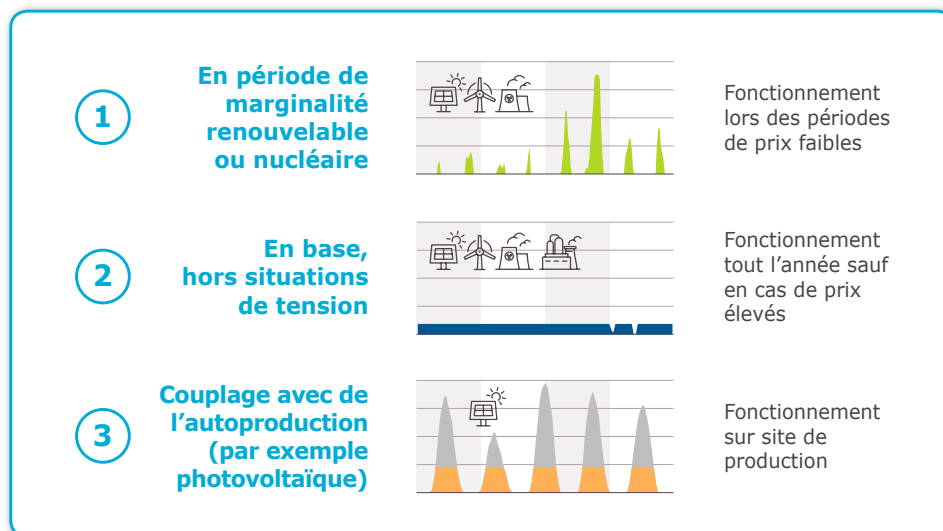 1
En période de
marginalité
renouvelable
ou nucléaire
Fonctionnement
lors des périodes
de prix faibles
2
En base,
hors situations
de tension
Fonctionnement
tout l’année sauf
en cas de prix
élevés
3
Couplage avec de
l’autoproduction
(par exemple
photovoltaïque)
Fonctionnement
sur site de
production